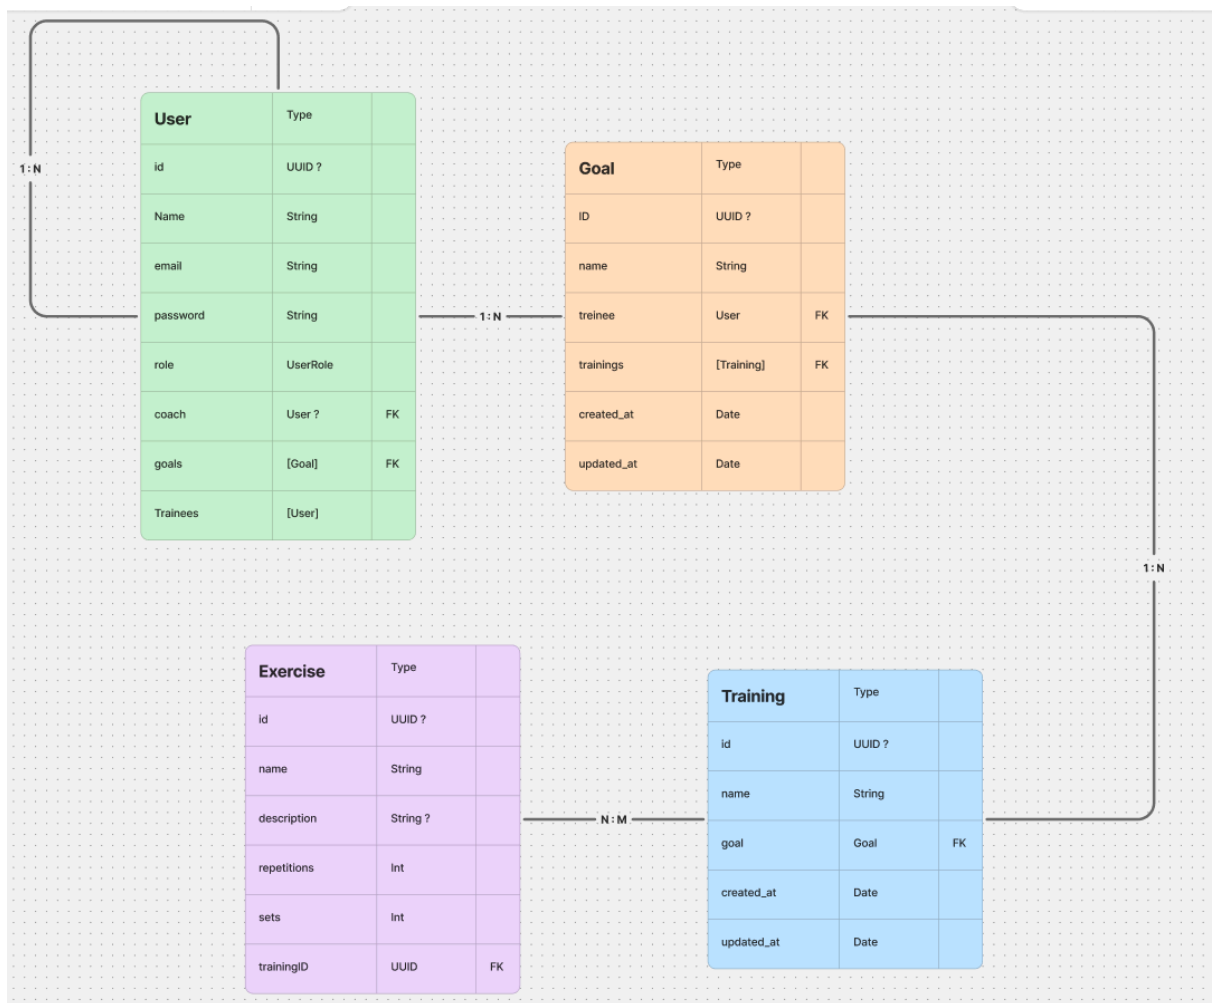 User Type
id UUID ?
Name String
email String
password String
role UserRole
coach User ? FK
goals [Goal] FK
Trainees [User]
1:N
1:N
Goal Type
ID UUID ?
name String
treinee User FK
trainings [Training] FK
created_at Date
updated_at Date
1:N
Exercise Type
id UUID ?
name String
description String ?
repetitions Int
sets Int
trainingID UUID FK
N:M
Training Type
id UUID ?
name String
goal Goal FK
created_at Date
updated_at Date